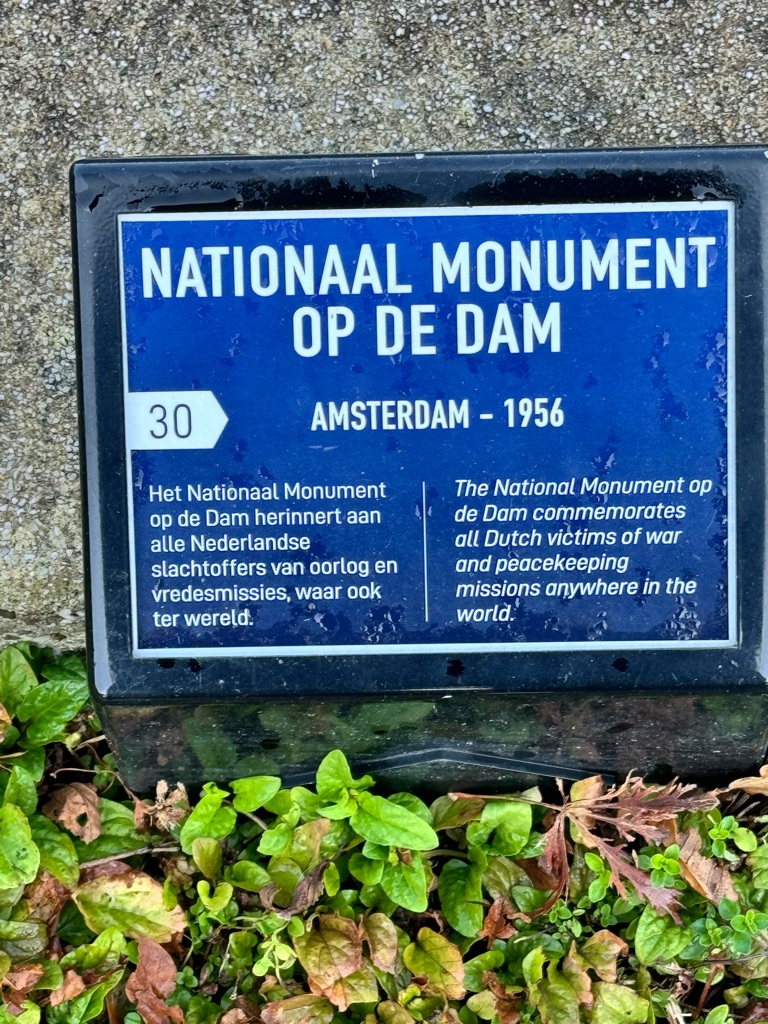 NATIONAAL MONUMENT
OP DE DAM
30
AMSTERDAM - 1956
Het Nationaal Monument
op de Dam herinnert aan
alle Nederlandse
slachtoffers van oorlog en
vredesmissies, waar ook
ter wereld.
The National Monument op
de Dam commemorates
all Dutch victims of war
and peacekeeping
missions anywhere in the
world.